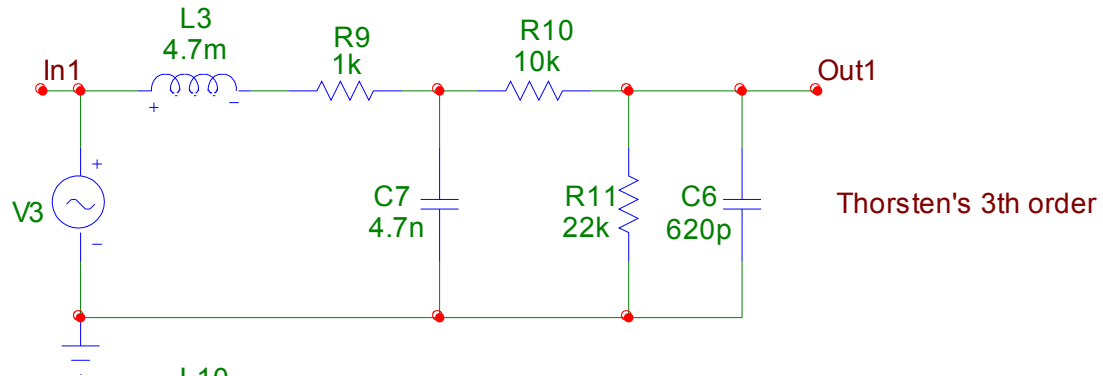 L3
4.7m
R9
1k
R10
10k
In1
Out1
+
−
+
V3
−
C7
4.7n
R11
22k
C6
620p
Thorsten's 3th order
L10